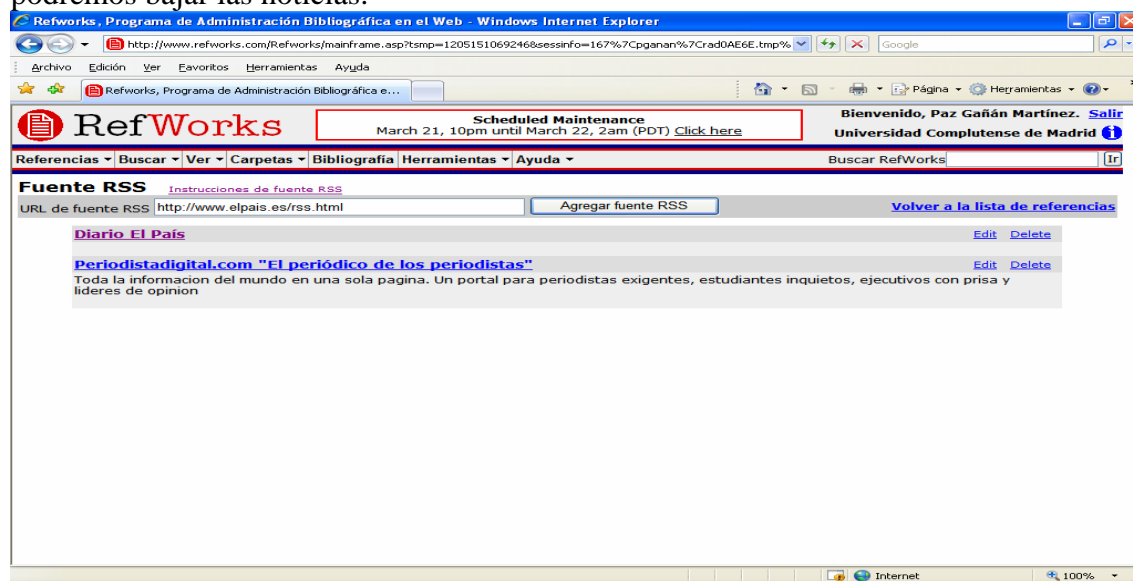 podremos bajar las noticias.
Refworks, Programa de Administración Bibliográfica en el Web - Windows Internet Explorer
http://www.refworks.com/Refworks/mainframe.asp?tsmp=1205151069246&sessinfo=167%7Cpganan%7Crad0AE6E.tmp%
Google
Archivo Edición Ver Favoritos Herramientas Ayuda
Refworks, Programa de Administración Bibliográfica e...
Página Herramientas
RefWorks
Scheduled Maintenance
March 21, 10pm until March 22, 2am (PDT) Click here
Bienvenido, Paz Gañán Martínez. Salir
Universidad Complutense de Madrid
Referencias Buscar Ver Carpetas Bibliografía Herramientas Ayuda
Buscar RefWorks Ir
Fuente RSS Instrucciones de fuente RSS
URL de fuente RSS http://www.elpais.es/rss.html Agregar fuente RSS Volver a la lista de referencias
Diario El País Edit Delete
Periodistadigital.com "El periódico de los periodistas" Edit Delete
Toda la informacion del mundo en una sola pagina. Un portal para periodistas exigentes, estudiantes inquietos, ejecutivos con prisa y
lideres de opinion
Internet 100%